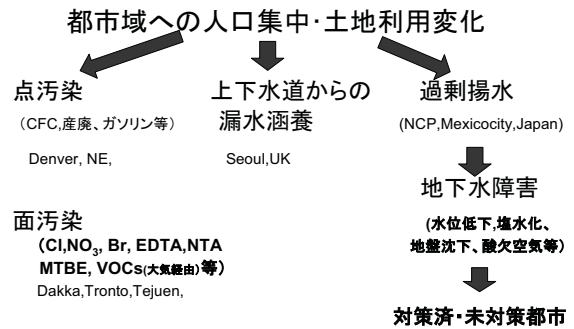 都市域への人口集中･土地利用変化
点汚染
（CFC,産廃、ガソリン等）
Denver, NE,
上下水道からの
漏水涵養
Seoul,UK
過剰揚水
(NCP,Mexicocity,Japan)
地下水障害
(水位低下,塩水化、
地盤沈下、酸欠空気等）
対策済･未対策都市
面汚染
（Cl,NO3, Br, EDTA,NTA
MTBE, VOCs(大気経由)等）
Dakka,Tronto,Tejuen,